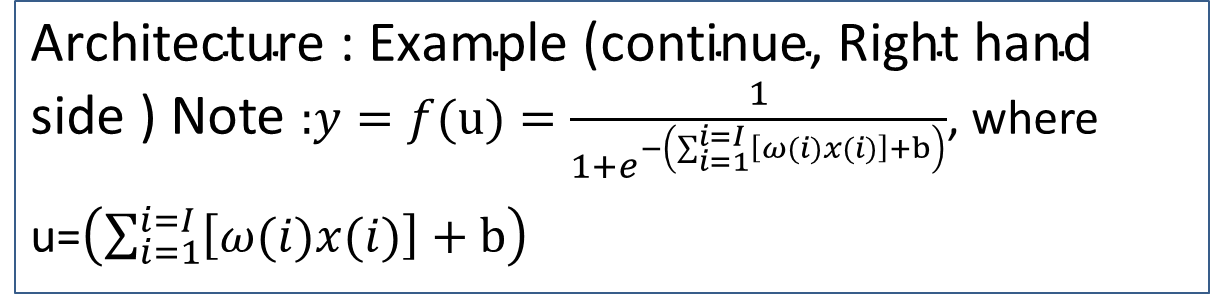 Architecture : Example (continue, Right hand
side ) Note :y = f(u) = 1/(1+e^{-(∑_{i=1}^{i=I}[ω(i)x(i)]+b)}), where
u=(∑_{i=1}^{i=I}[ω(i)x(i)] + b)